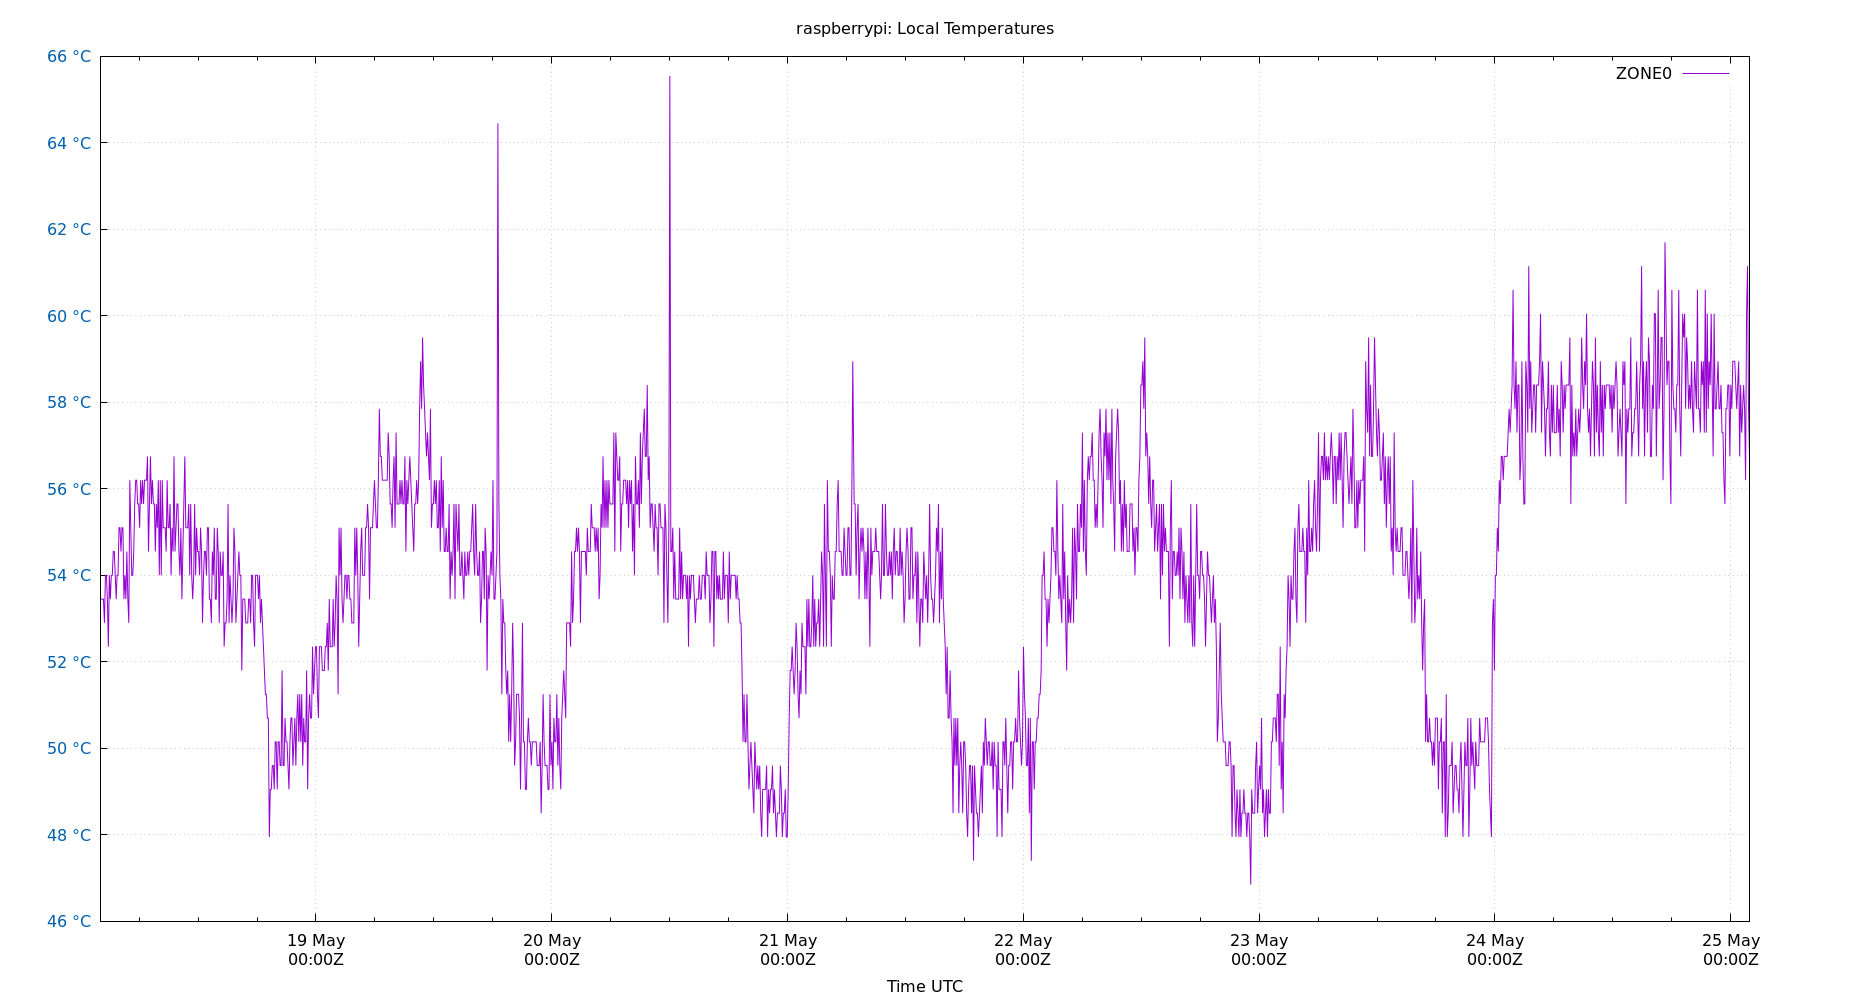 raspberrypi: Local Temperatures
66 °C
ZONE0
64 °C
62 °C
60 °C
58 °C
56 °C
54 °C
52 °C
50 °C
48 °C
46 °C
19 May 20 May 21 May 22 May 23 May 24 May 25 May
00:00Z 00:00Z 00:00Z 00:00Z 00:00Z 00:00Z 00:00Z
Time UTC